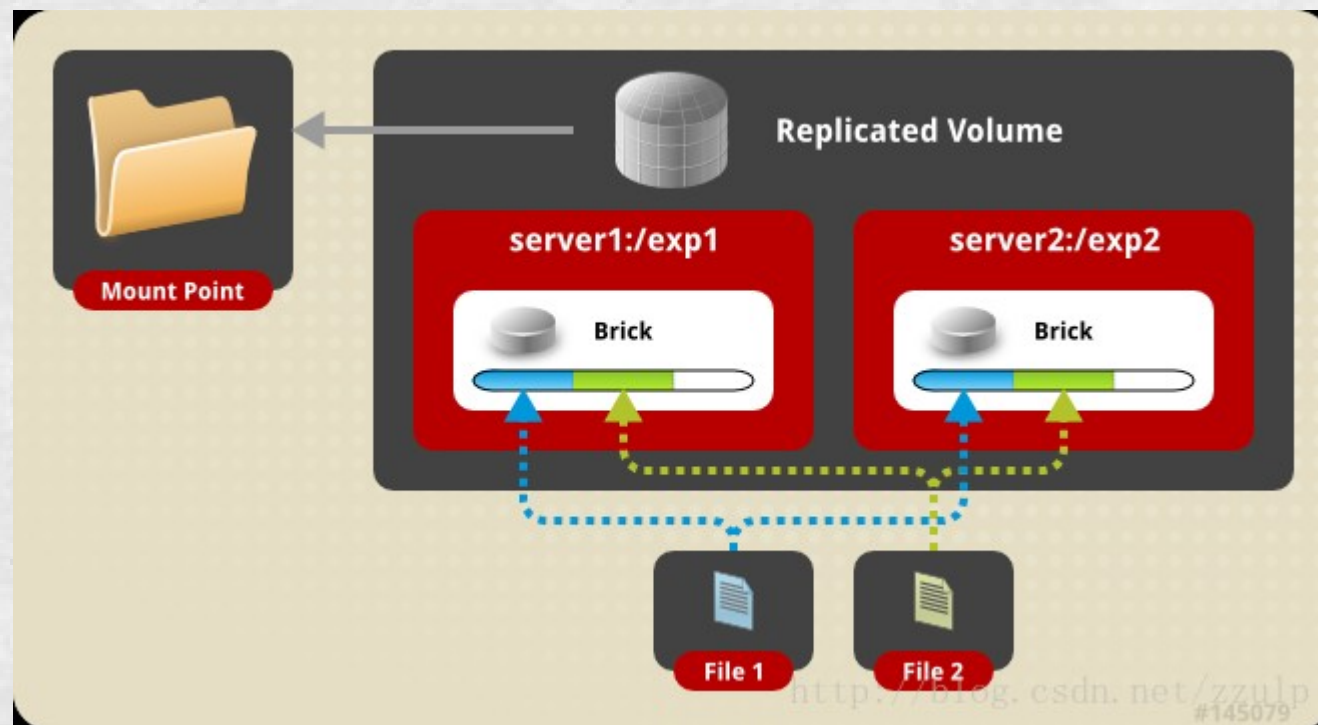 Replicated Volume
server1:/exp1
server2:/exp2
Mount Point
Brick
Brick
File 1
File 2
http://blog.csdn.net/zzulp
#145079